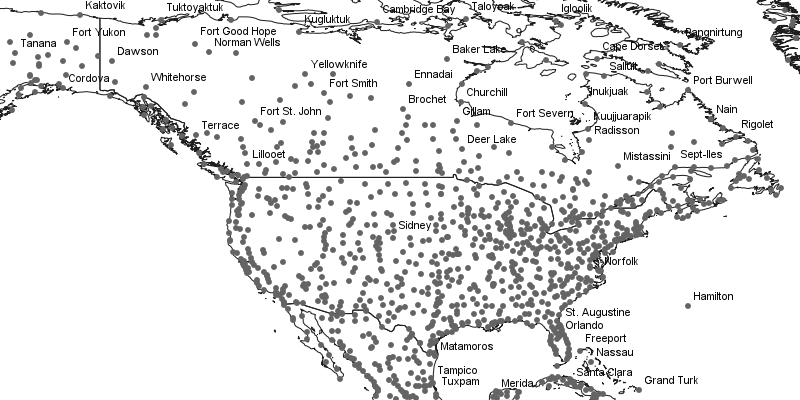 Kaktovik
Tuktoyaktuk
Cambridge Bay
Taloyoak
Igloolik
Kugluktuk
Fort Yukon
Fort Good Hope
Pangnirtung
Tanana
Norman Wells
Dawson
Baker Lake
Cape Dorset
Yellowknife
Salluit
Cordova
Whitehorse
Ennadai
Fort Smith
Port Burwell
Churchill
Inukjuak
Brochet
Fort St. John
Gillam
Fort Severn
Kuujjuarapik
Nain
Terrace
Radisson
Rigolet
Deer Lake
Lillooet
Mistassini
Sept-Iles
Sidney
Norfolk
Hamilton
St. Augustine
Orlando
Freeport
Matamoros
Nassau
Tampico
Santa Clara
Tuxpam
Merida
Grand Turk